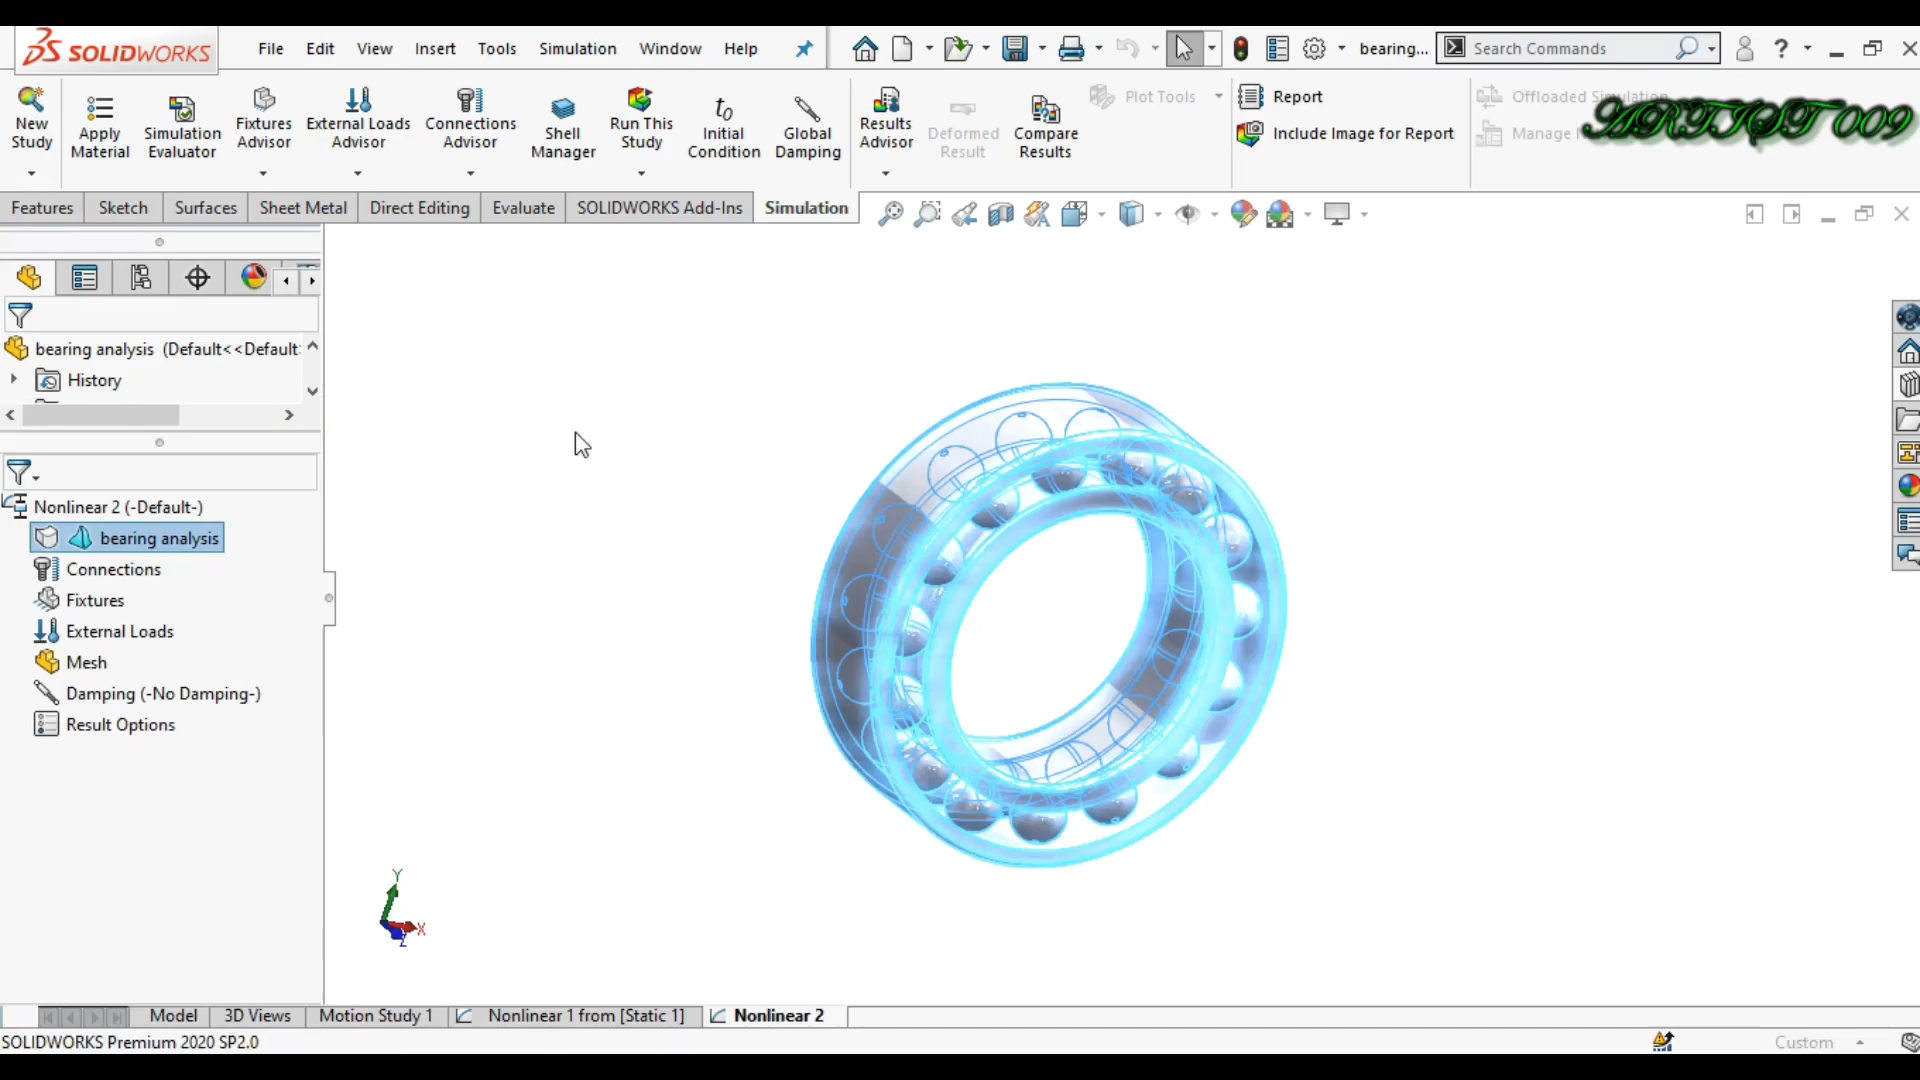 SOLIDWORKS File Edit View Insert Tools Simulation Window Help bearing... Search Commands ?
New Study
Apply Material
Simulation Evaluator
Fixtures Advisor
External Loads Advisor
Connections Advisor
Shell Manager
Run This Study
t0 Initial Condition
Global Damping
Results Advisor
Deformed Result
Compare Results
Plot Tools
Report
Include Image for Report
Offloaded
Manage
ARTIST 009
Features Sketch Surfaces Sheet Metal Direct Editing Evaluate SOLIDWORKS Add-Ins Simulation
bearing analysis (Default<<Default
History
Nonlinear 2 (-Default-)
bearing analysis
Connections
Fixtures
External Loads
Mesh
Damping (-No Damping-)
Result Options
Y
X
Z
Model 3D Views Motion Study 1 Nonlinear 1 from [Static 1] Nonlinear 2
SOLIDWORKS Premium 2020 SP2.0 Custom